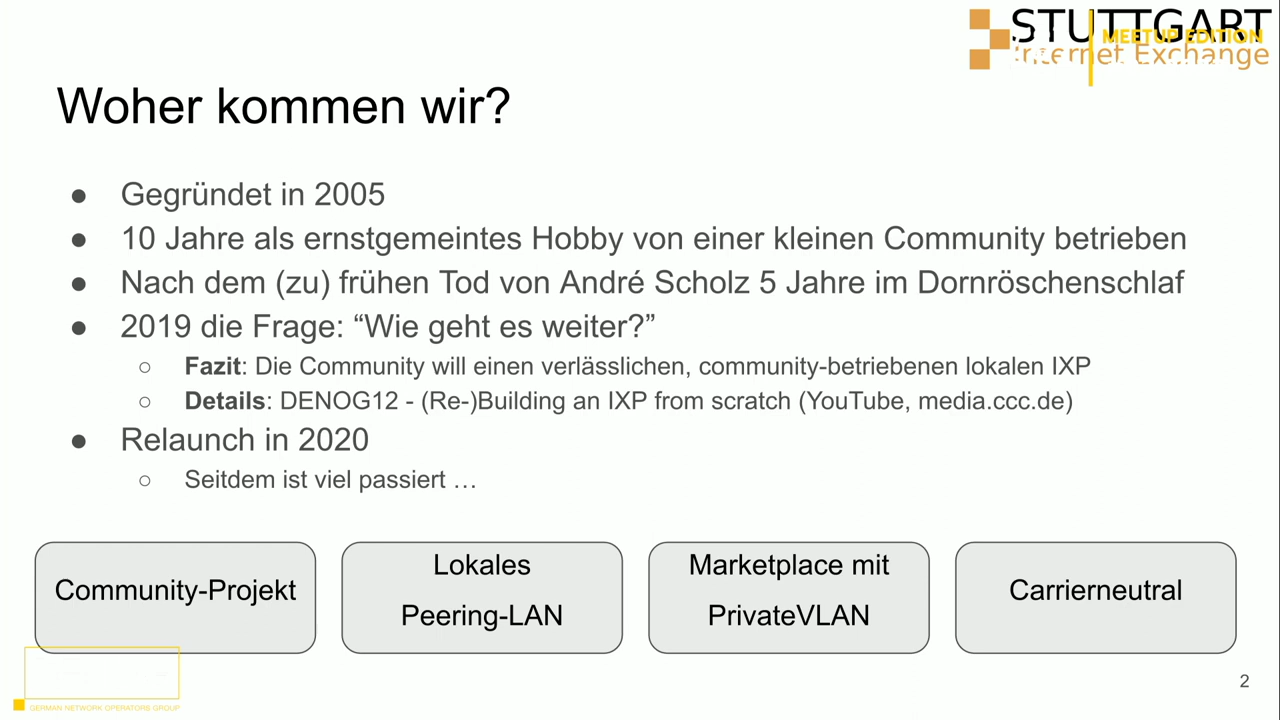 STUTTGART
MEETUP EDITION
Internet Exchange
Woher kommen wir?
● Gegründet in 2005
● 10 Jahre als ernstgemeintes Hobby von einer kleinen Community betrieben
● Nach dem (zu) frühen Tod von André Scholz 5 Jahre im Dornröschenschlaf
● 2019 die Frage: “Wie geht es weiter?”
○ Fazit: Die Community will einen verlässlichen, community-betriebenen lokalen IXP
○ Details: DENOG12 - (Re-)Building an IXP from scratch (YouTube, media.ccc.de)
● Relaunch in 2020
○ Seitdem ist viel passiert …
Community-Projekt
Lokales
Peering-LAN
Marketplace mit
PrivateVLAN
Carrierneutral
2
GERMAN NETWORK OPERATORS GROUP